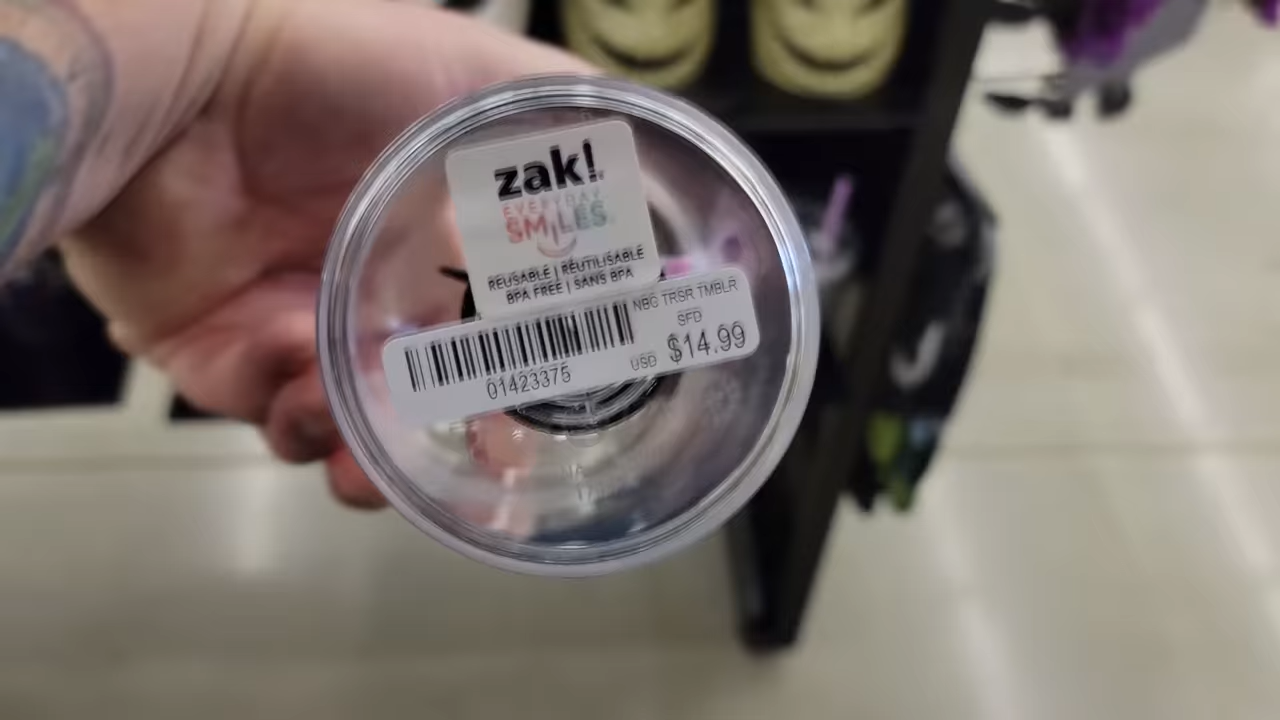 zak!
EVERYDAY
SMILES
REUSABLE | RÉUTILISABLE
BPA FREE | SANS BPA
NBC TRSR TMBLR
SFD
USD $14.99
01423375